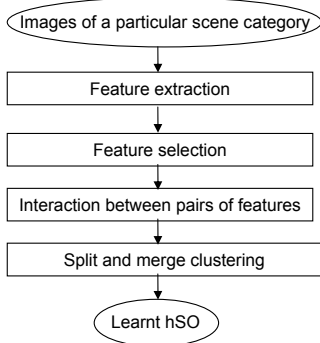 Images of a particular scene category
Feature extraction
Feature selection
Interaction between pairs of features
Split and merge clustering
Learnt hSO